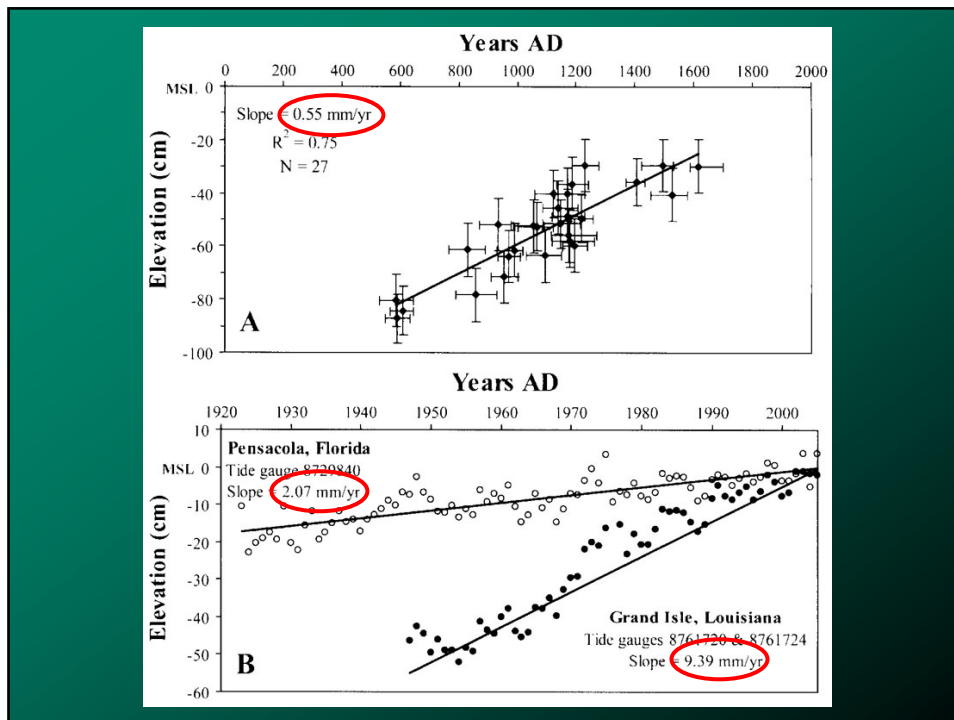 Years AD
0 200 400 600 800 1000 1200 1400 1600 1800 2000
MSL 0
-20
-40
-60
-80
-100
Elevation (cm)
Slope = 0.55 mm/yr
R² = 0.75
N = 27
A
Years AD
1920 1930 1940 1950 1960 1970 1980 1990 2000
10
MSL 0
-10
-20
-30
-40
-50
-60
Elevation (cm)
Pensacola, Florida
Tide gauge 8729840
Slope = 2.07 mm/yr
Grand Isle, Louisiana
Tide gauges 8761720 & 8761724
Slope = 9.39 mm/yr
B